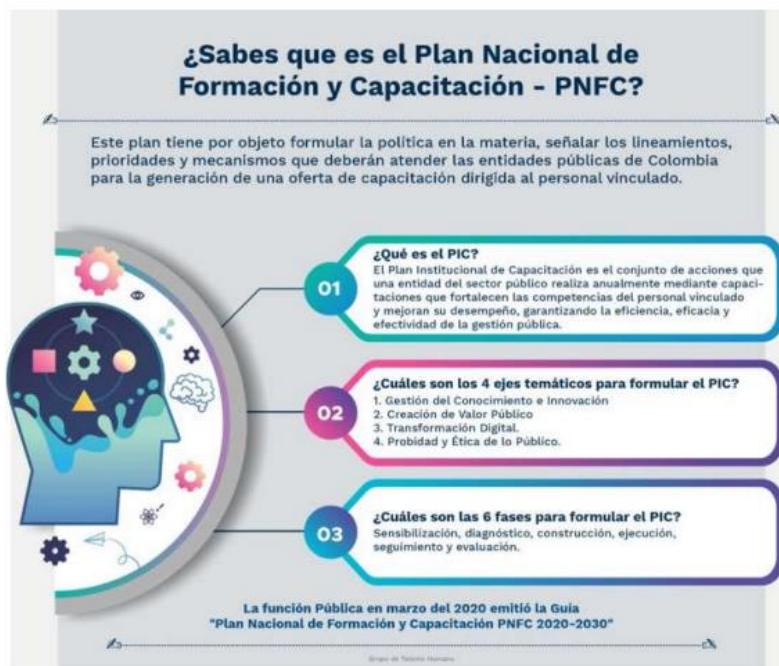 ¿Sabes que es el Plan Nacional de
Formación y Capacitación - PNFC?
Este plan tiene por objeto formular la política en la materia, señalar los lineamientos,
prioridades y mecanismos que deberán atender las entidades públicas de Colombia
para la generación de una oferta de capacitación dirigida al personal vinculado.
01
¿Qué es el PIC?
El Plan Institucional de Capacitación es el conjunto de acciones que
una entidad del sector público realiza anualmente mediante capaci-
taciones que fortalecen las competencias del personal vinculado
y mejoran su desempeño, garantizando la eficiencia, eficacia y
efectividad de la gestión pública.
02
¿Cuáles son los 4 ejes temáticos para formular el PIC?
1. Gestión del Conocimiento e Innovación
2. Creación de Valor Público
3. Transformación Digital.
4. Probidad y Ética de lo Público.
03
¿Cuáles son las 6 fases para formular el PIC?
Sensibilización, diagnóstico, construcción, ejecución,
seguimiento y evaluación.
La función Pública en marzo del 2020 emitió la Guía
"Plan Nacional de Formación y Capacitación PNFC 2020-2030"
Grupo de Talento Humano